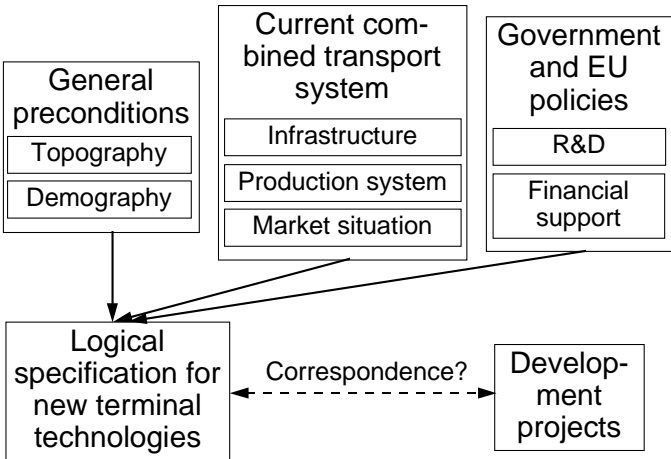 General
preconditions
Topography
Demography
Current com-
bined transport
system
Infrastructure
Production system
Market situation
Government
and EU
policies
R&D
Financial
support
Logical
specification for
new terminal
technologies
Correspondence?
Develop-
ment
projects